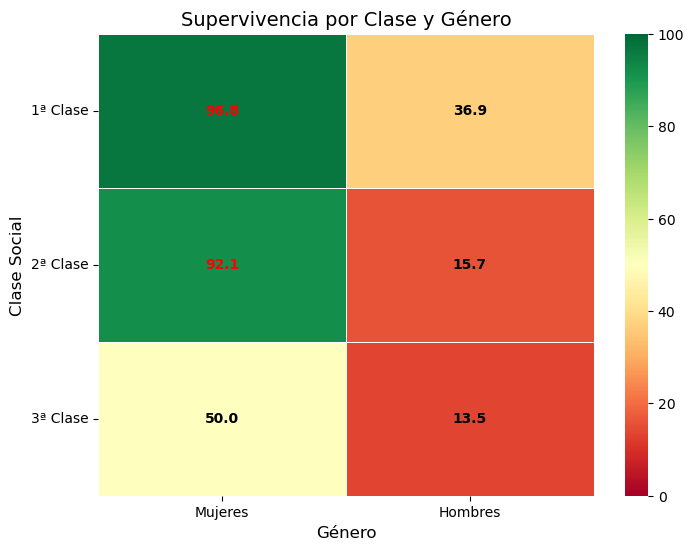 Supervivencia por Clase y Género
1ª Clase
96.8
36.9
2ª Clase
92.1
15.7
3ª Clase
50.0
13.5
Mujeres
Hombres
Género
Clase Social
100
80
60
40
20
0